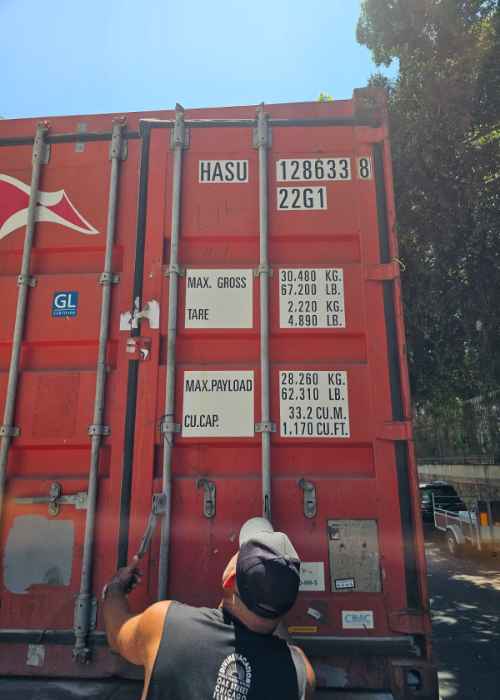 HASU 128633 8
22G1
MAX. GROSS 30.480 KG.
67.200 LB.
TARE 2.220 KG.
4.890 LB.
MAX.PAYLOAD 28.260 KG.
62.310 LB.
CU.CAP. 33.2 CU.M.
1.170 CU.FT.
GL